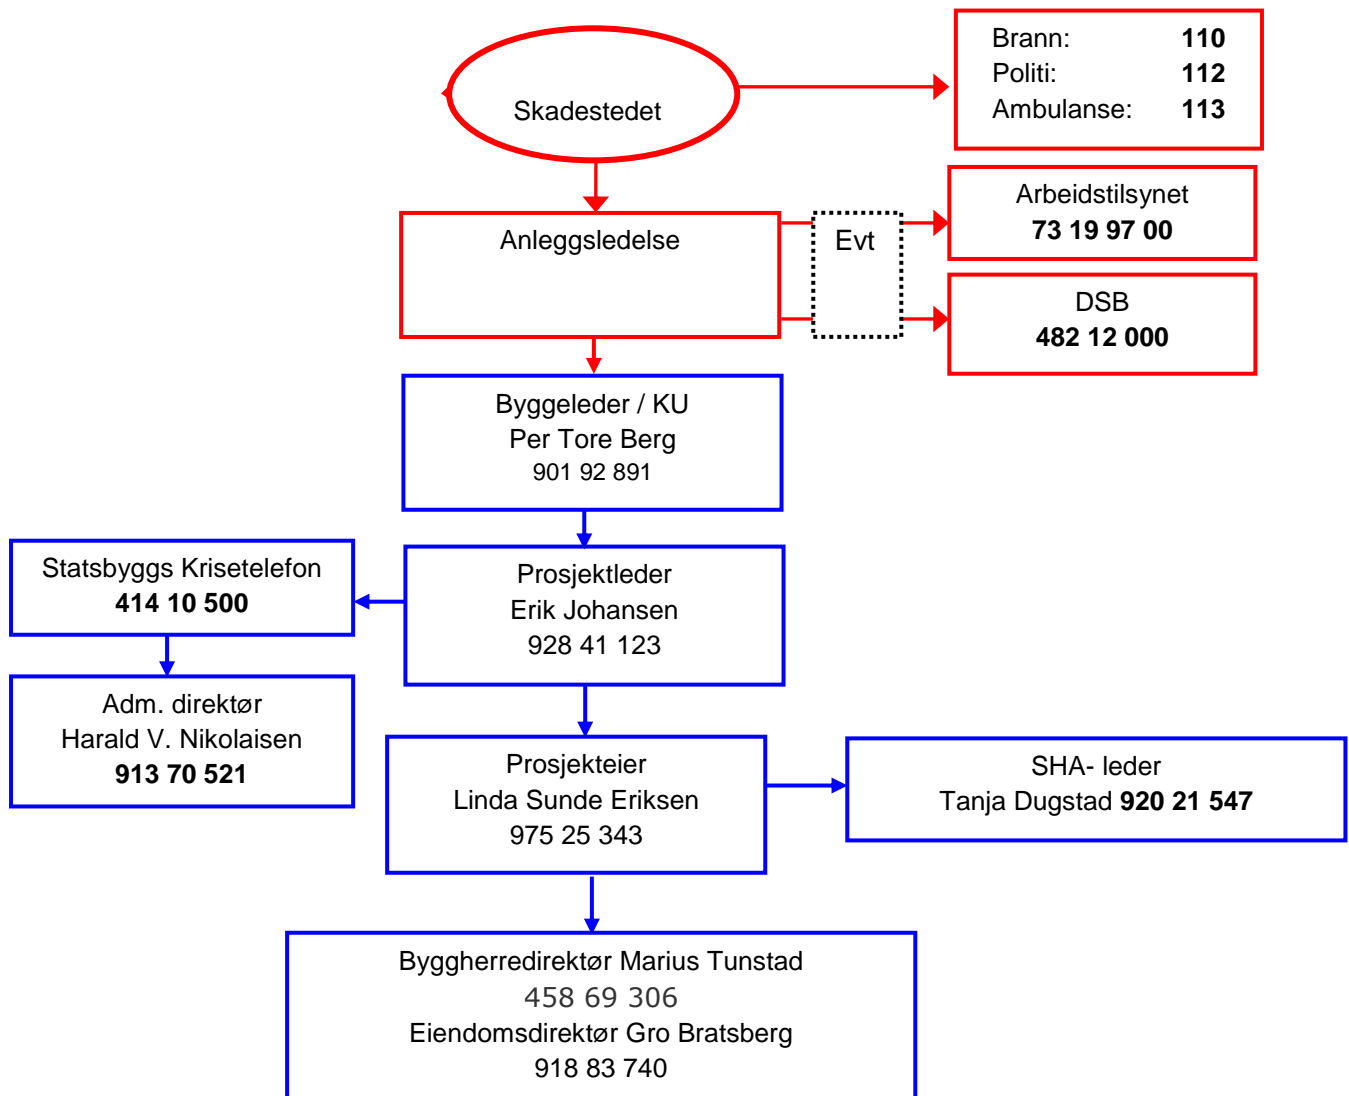 Brann: 110
Politi: 112
Ambulanse: 113
Skadestedet
Arbeidstilsynet
73 19 97 00
Anleggsledelse
Evt
DSB
482 12 000
Byggeleder / KU
Per Tore Berg
901 92 891
Statsbyggs Krisetelefon
414 10 500
Prosjektleder
Erik Johansen
928 41 123
Adm. direktør
Harald V. Nikolaisen
913 70 521
Prosjekteier
Linda Sunde Eriksen
975 25 343
SHA- leder
Tanja Dugstad 920 21 547
Byggherredirektør Marius Tunstad
458 69 306
Eiendomsdirektør Gro Bratsberg
918 83 740